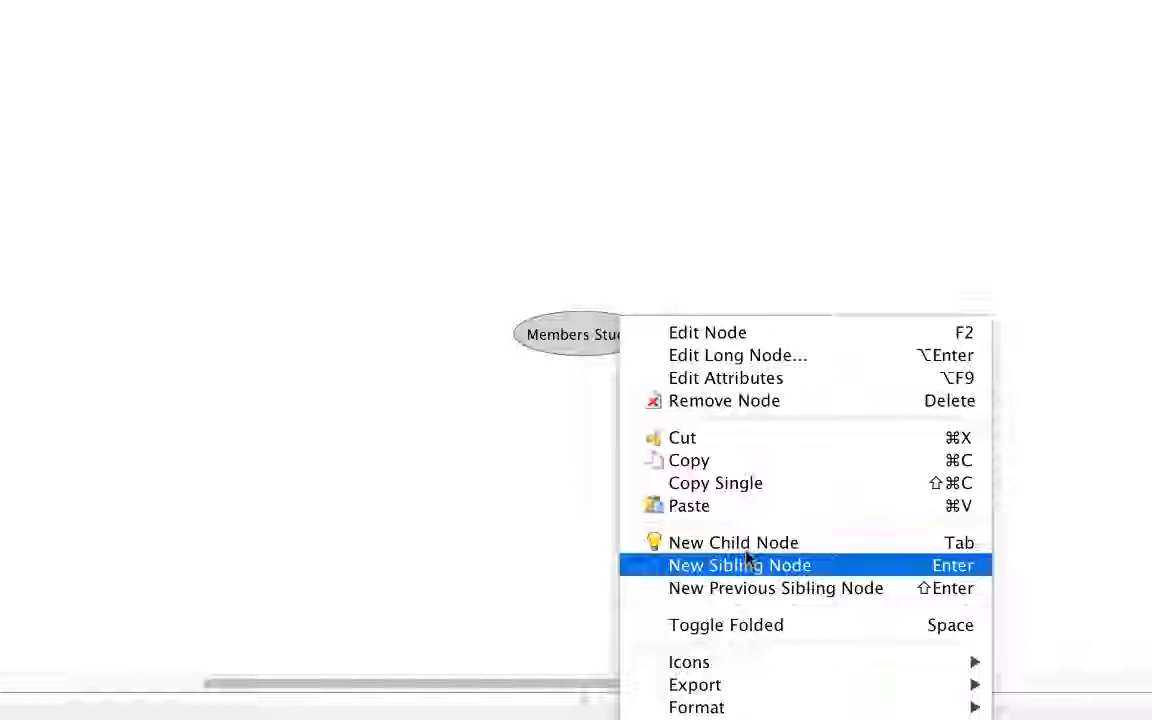 Members
Edit Node F2
Edit Long Node... ⌥Enter
Edit Attributes ⌥F9
Remove Node Delete
Cut ⌘X
Copy ⌘C
Copy Single ⇧⌘C
Paste ⌘V
New Child Node Tab
New Sibling Node Enter
New Previous Sibling Node ⇧Enter
Toggle Folded Space
Icons
Export
Format